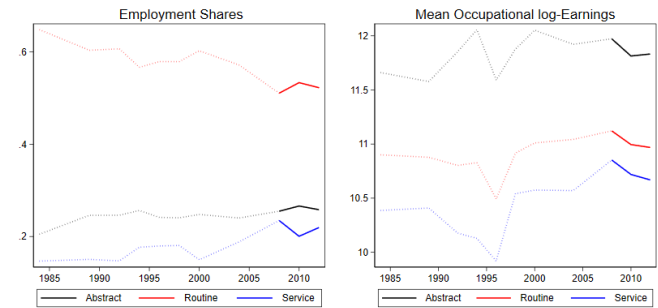 Employment Shares
.6
.4
.2
1985 1990 1995 2000 2005 2010
Abstract Routine Service
Mean Occupational log-Earnings
12
11.5
11
10.5
10
1985 1990 1995 2000 2005 2010
Abstract Routine Service